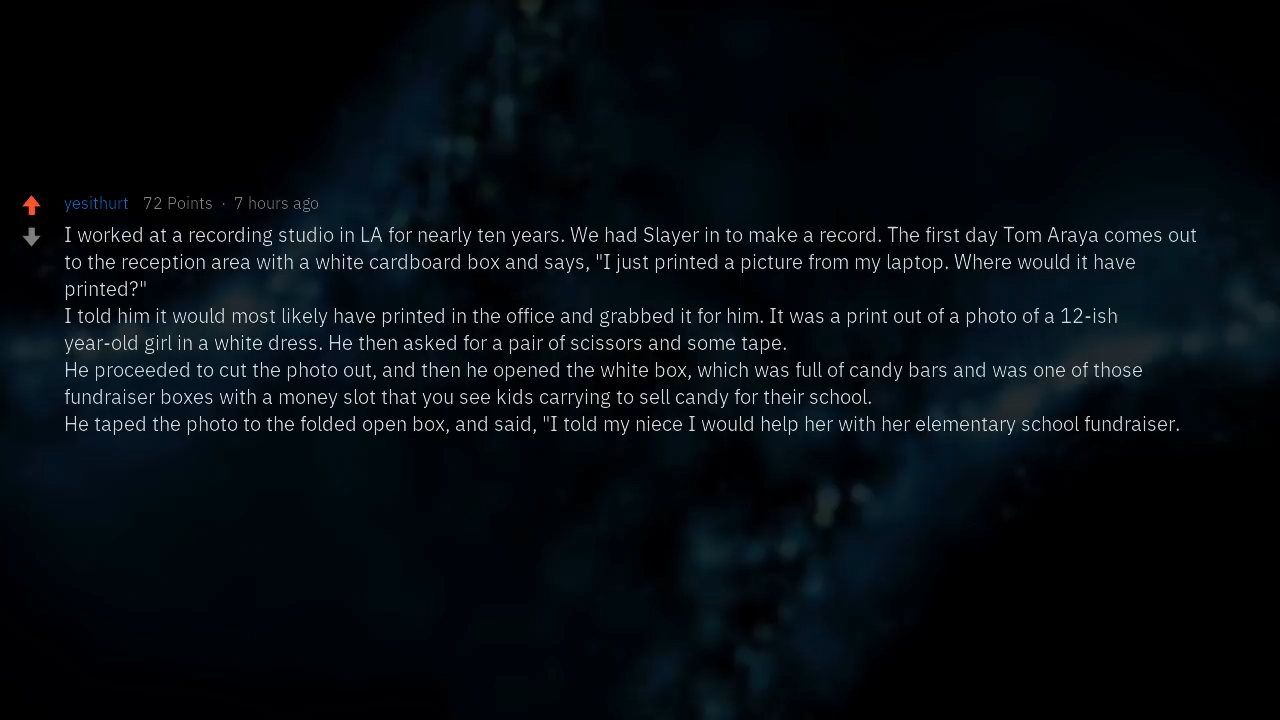 yesithurt 72 Points · 7 hours ago
I worked at a recording studio in LA for nearly ten years. We had Slayer in to make a record. The first day Tom Araya comes out
to the reception area with a white cardboard box and says, "I just printed a picture from my laptop. Where would it have
printed?"
I told him it would most likely have printed in the office and grabbed it for him. It was a print out of a photo of a 12-ish
year-old girl in a white dress. He then asked for a pair of scissors and some tape.
He proceeded to cut the photo out, and then he opened the white box, which was full of candy bars and was one of those
fundraiser boxes with a money slot that you see kids carrying to sell candy for their school.
He taped the photo to the folded open box, and said, "I told my niece I would help her with her elementary school fundraiser.